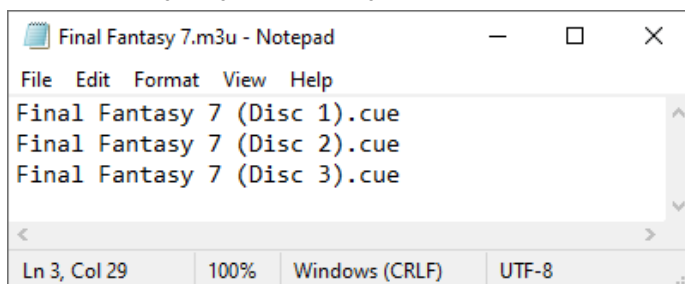 Final Fantasy 7.m3u - Notepad
File Edit Format View Help
Final Fantasy 7 (Disc 1).cue
Final Fantasy 7 (Disc 2).cue
Final Fantasy 7 (Disc 3).cue
Ln 3, Col 29 100% Windows (CRLF) UTF-8